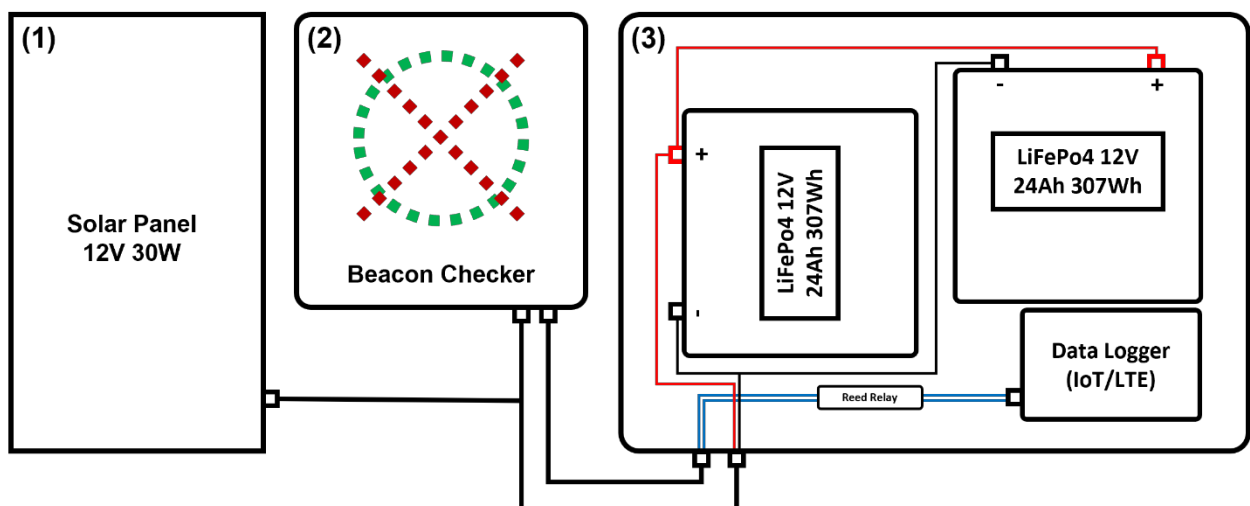 (1)
Solar Panel
12V 30W
(2)
Beacon Checker
(3)
+
-
LiFePo4 12V
24Ah 307Wh
-
+
LiFePo4 12V
24Ah 307Wh
Data Logger
(IoT/LTE)
Reed Relay